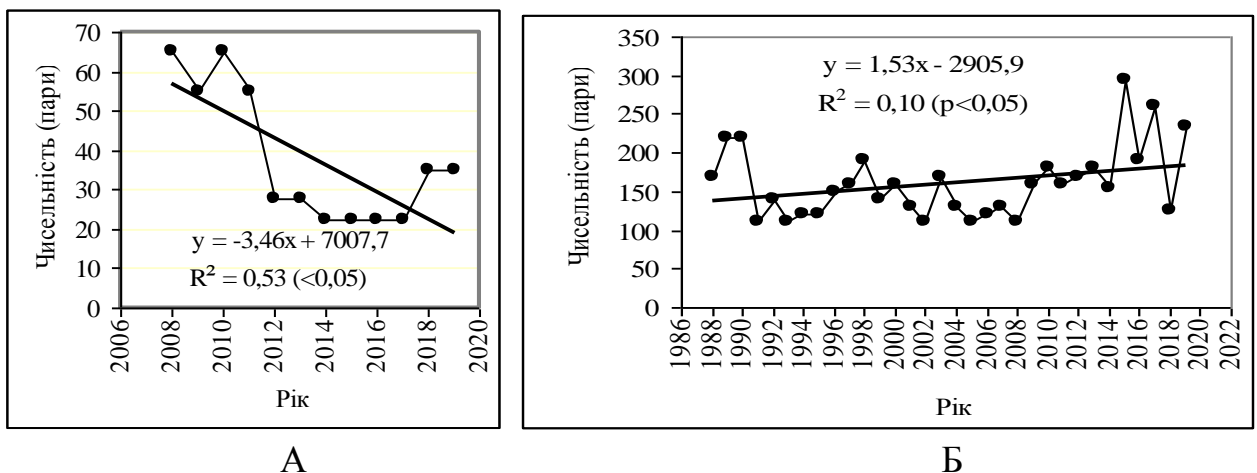 70
60
50
40
30
20
10
0
Чисельність (пари)
y = -3,46x + 7007,7
R² = 0,53 (<0,05)
2006 2008 2010 2012 2014 2016 2018 2020
Рік
А
350
300
250
200
150
100
50
0
Чисельність (пари)
y = 1,53x - 2905,9
R² = 0,10 (p<0,05)
1986 1988 1990 1992 1994 1996 1998 2000 2002 2004 2006 2008 2010 2012 2014 2016 2018 2020 2022
Рік
Б